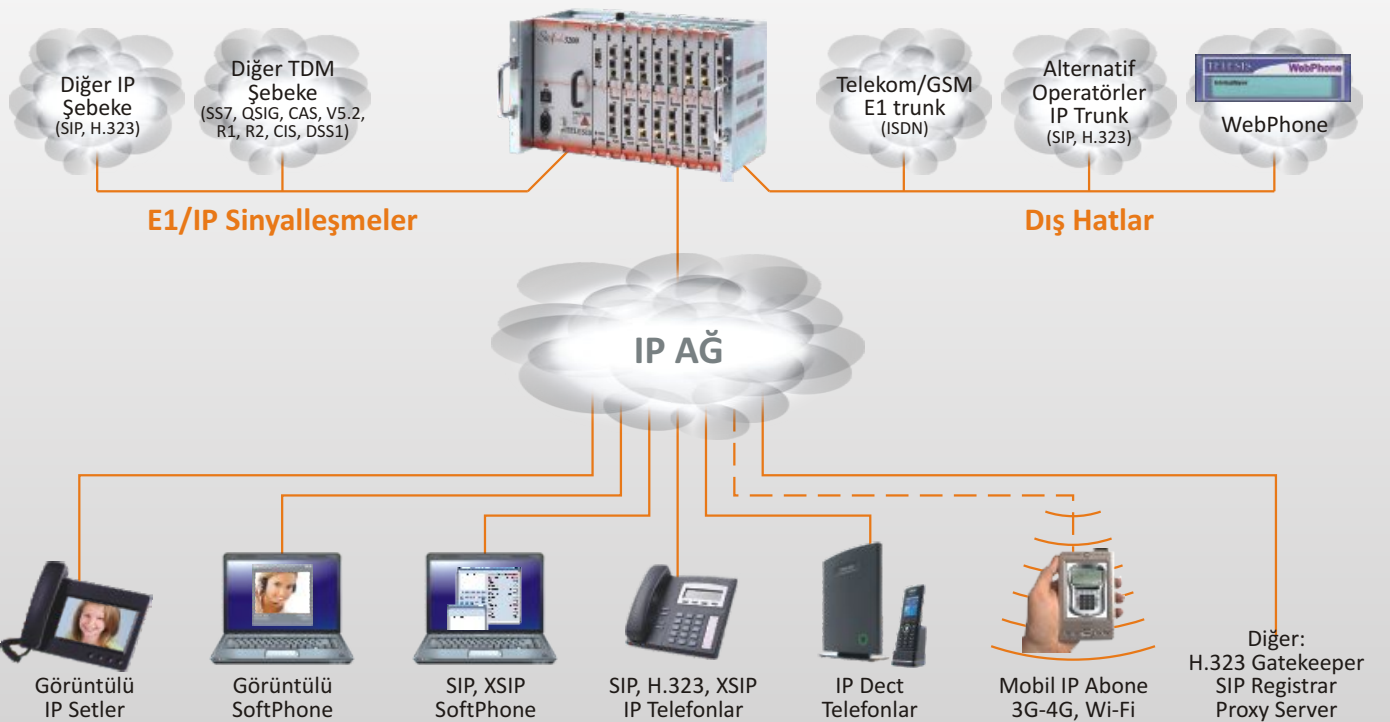 Diğer IP
Şebeke
(SIP, H.323)
Diğer TDM
Şebeke
(SS7, QSIG, CAS, V5.2,
R1, R2, CIS, DSS1)
5200
TELESIS
Telekom/GSM
E1 trunk
(ISDN)
Alternatif
Operatörler
IP Trunk
(SIP, H.323)
TELESIS WebPhone
WebPhone
E1/IP Sinyalleşmeler
Dış Hatlar
IP AĞ
Görüntülü
IP Setler
Görüntülü
SoftPhone
SIP, XSIP
SoftPhone
SIP, H.323, XSIP
IP Telefonlar
IP Dect
Telefonlar
Mobil IP Abone
3G-4G, Wi-Fi
Diğer:
H.323 Gatekeeper
SIP Registrar
Proxy Server